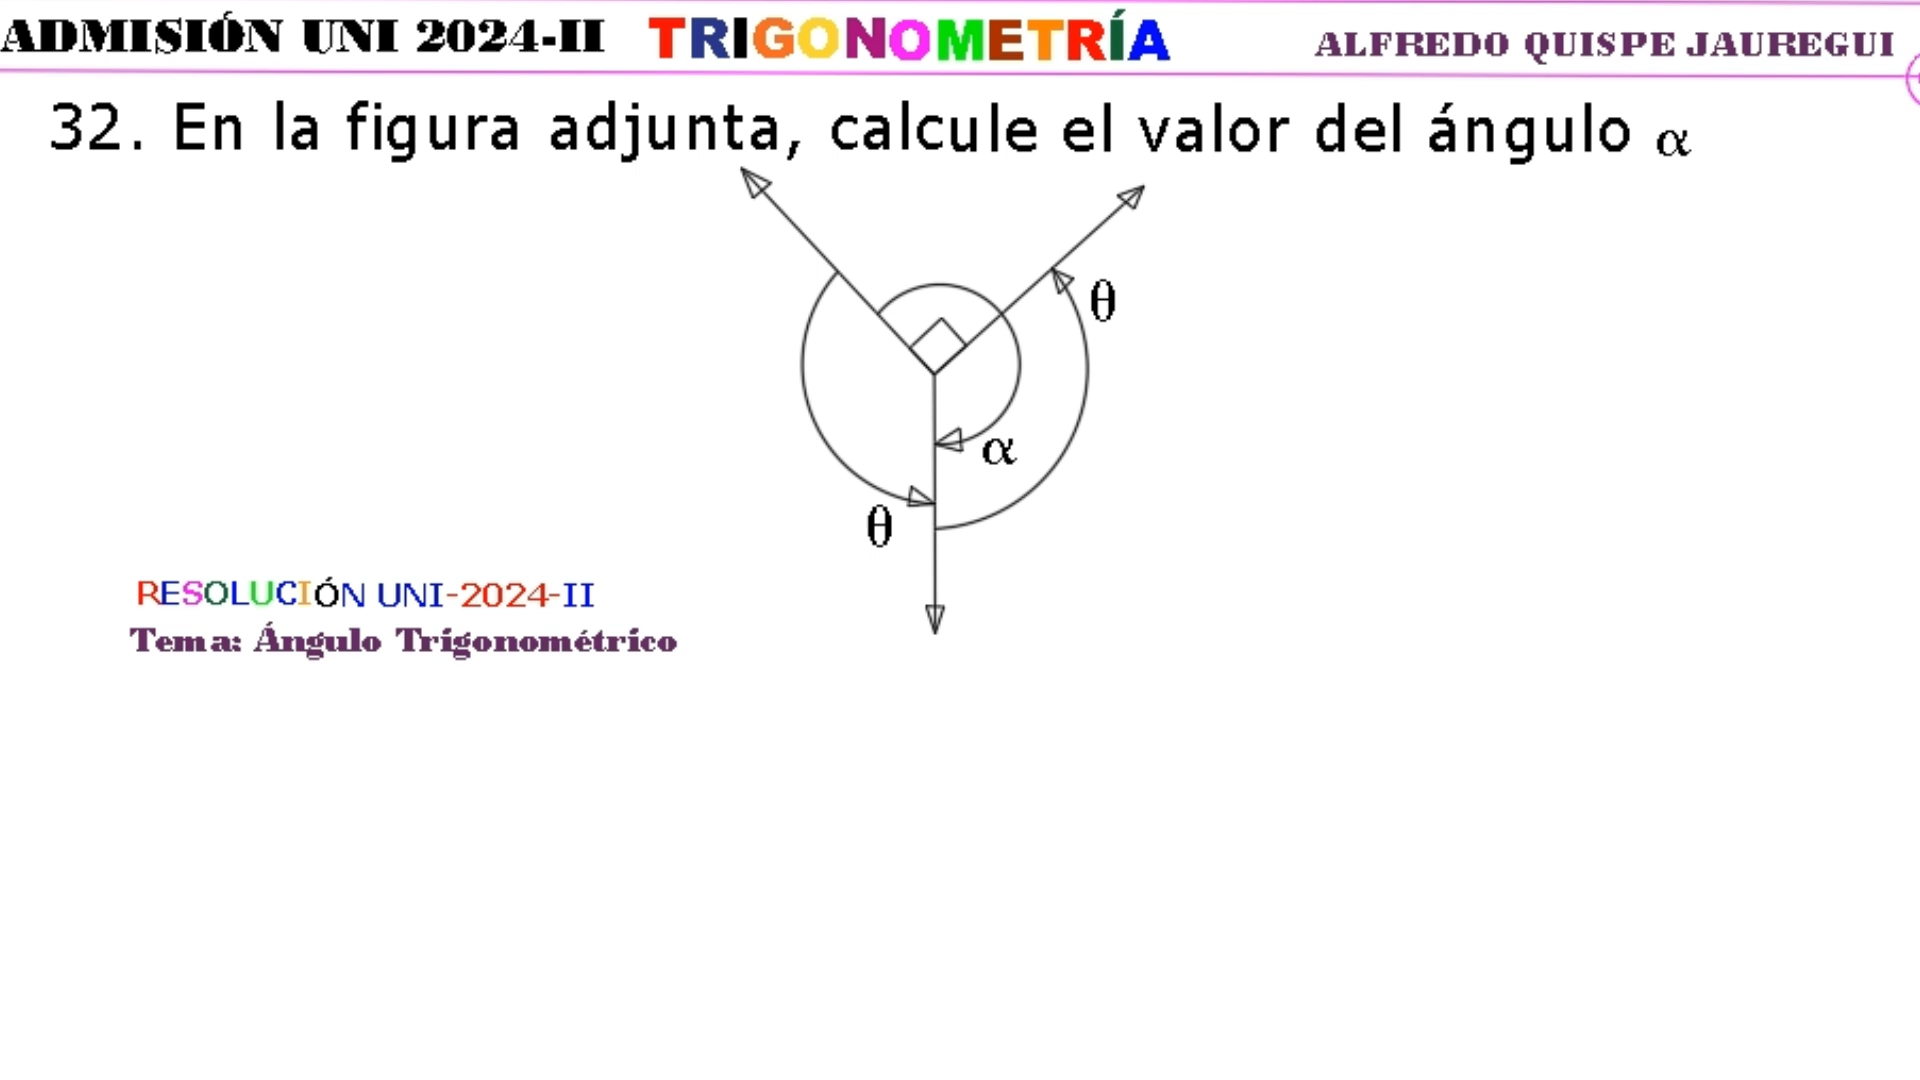 ADMISIÓN UNI 2024-II TRIGONOMETRÍA ALFREDO QUISPE JAUREGUI
32. En la figura adjunta, calcule el valor del ángulo α
θ
α
θ
RESOLUCIÓN UNI-2024-II
Tema: Ángulo Trigonométrico